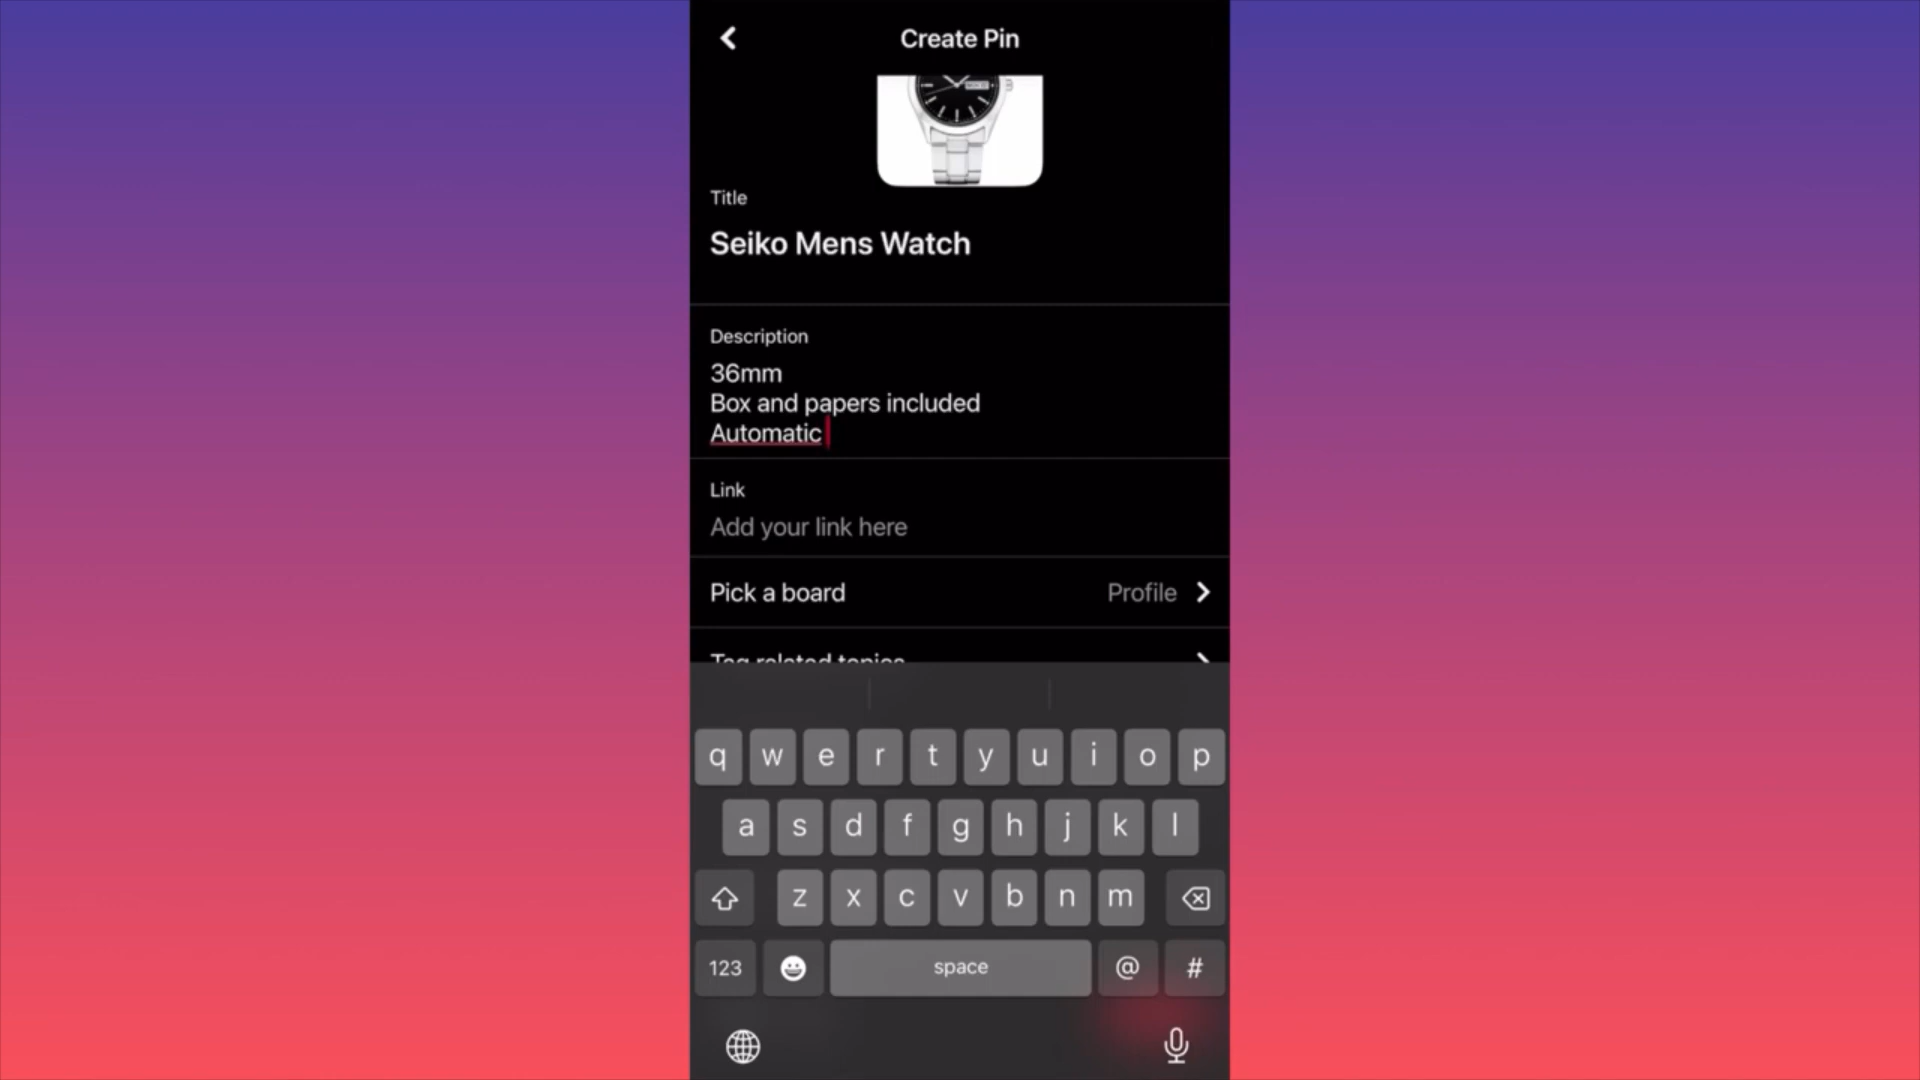 Create Pin
Title
Seiko Mens Watch
Description
36mm
Box and papers included
Automatic
Link
Add your link here
Pick a board
Profile
Tag related topics
q w e r t y u i o p
a s d f g h j k l
z x c v b n m
123
space
@
#